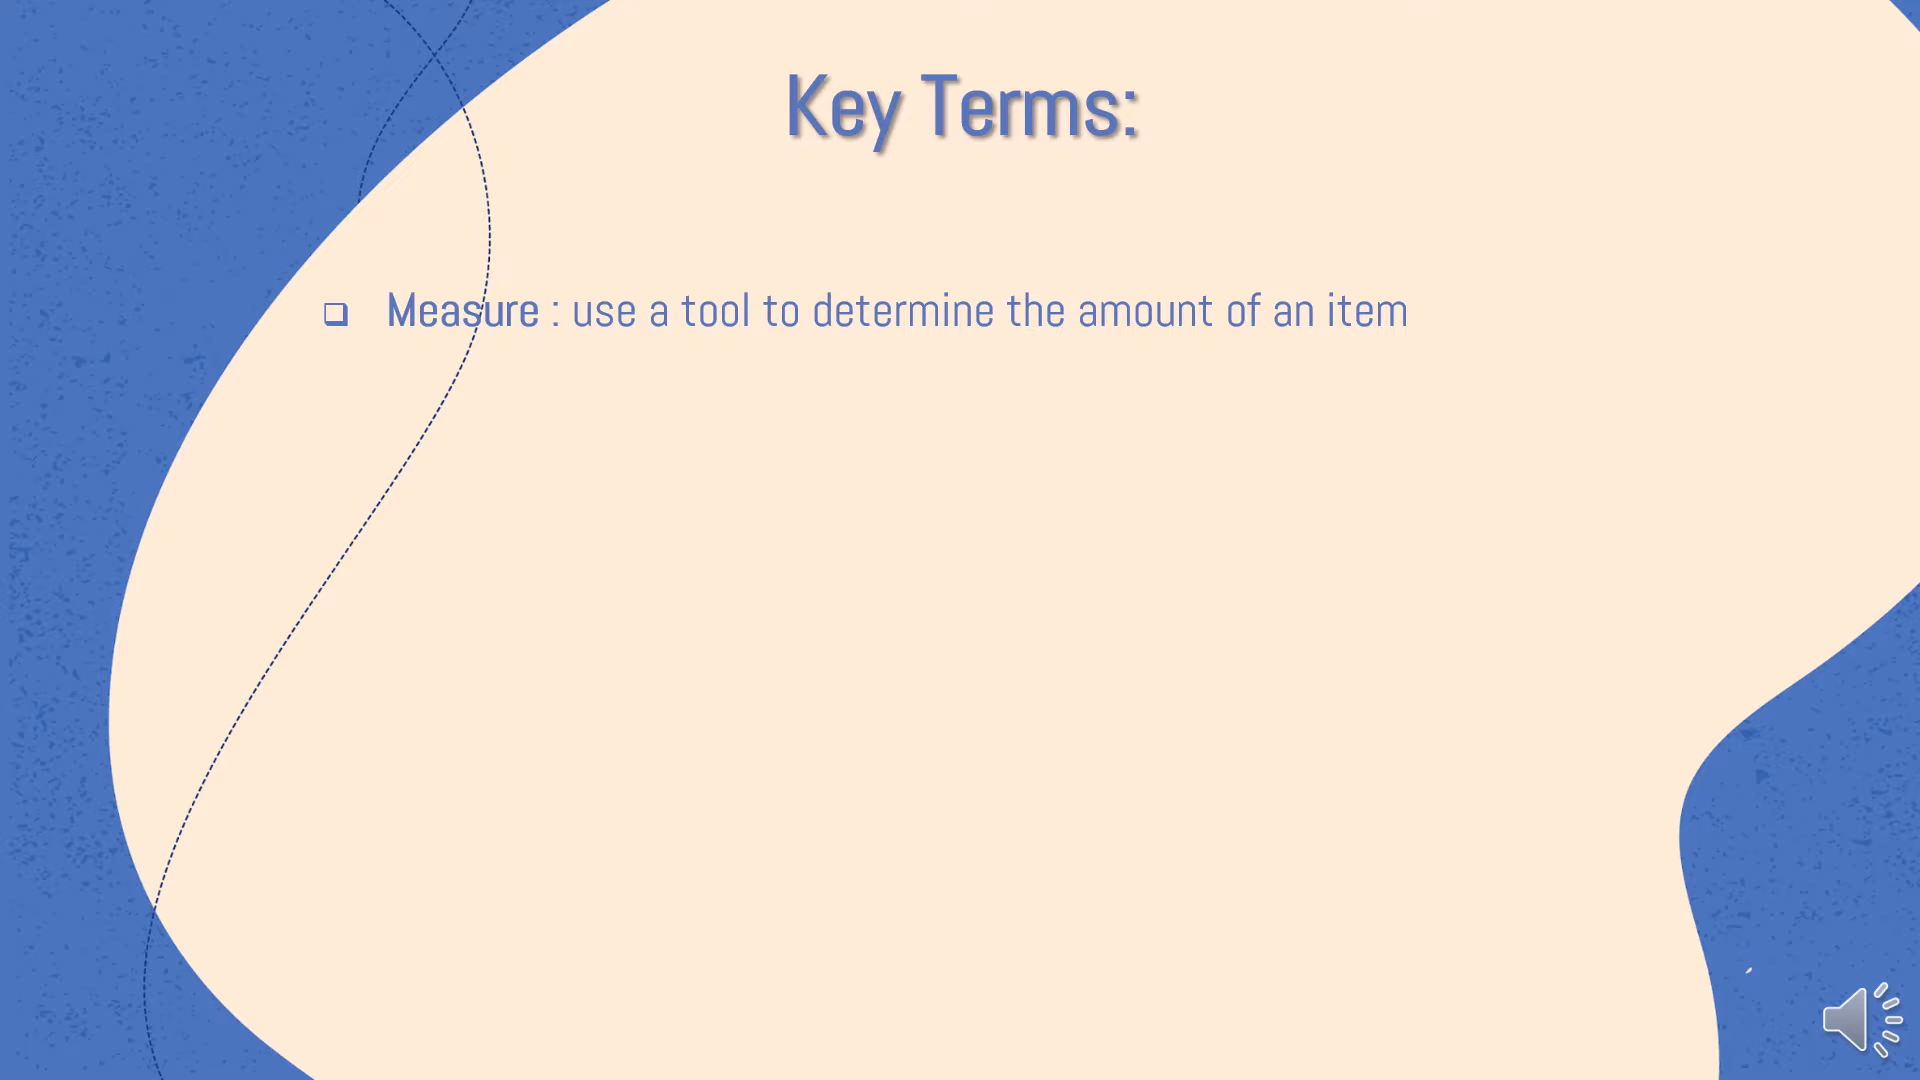 Key Terms:
❑ Measure : use a tool to determine the amount of an item